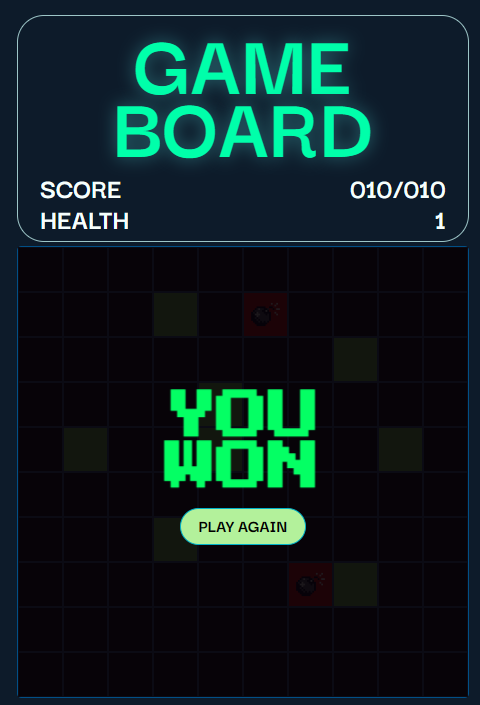 GAME
BOARD
SCORE 010/010
HEALTH 1
YOU
WON
PLAY AGAIN